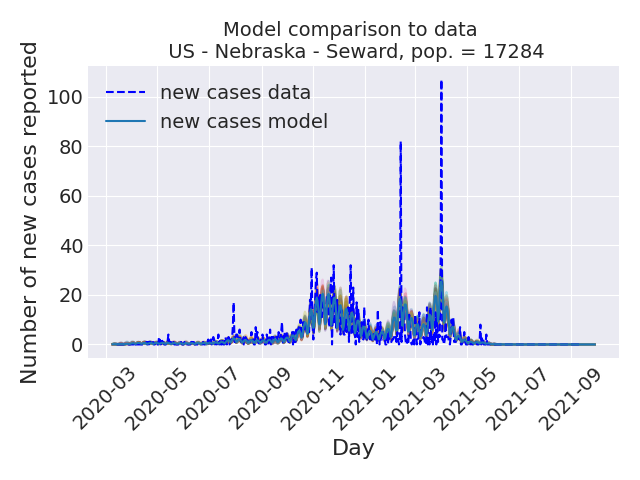 Model comparison to data
US - Nebraska - Seward, pop. = 17284
Number of new cases reported
100
80
60
40
20
0
new cases data
new cases model
2020-03
2020-05
2020-07
2020-09
2020-11
2021-01
2021-03
2021-05
2021-07
2021-09
Day